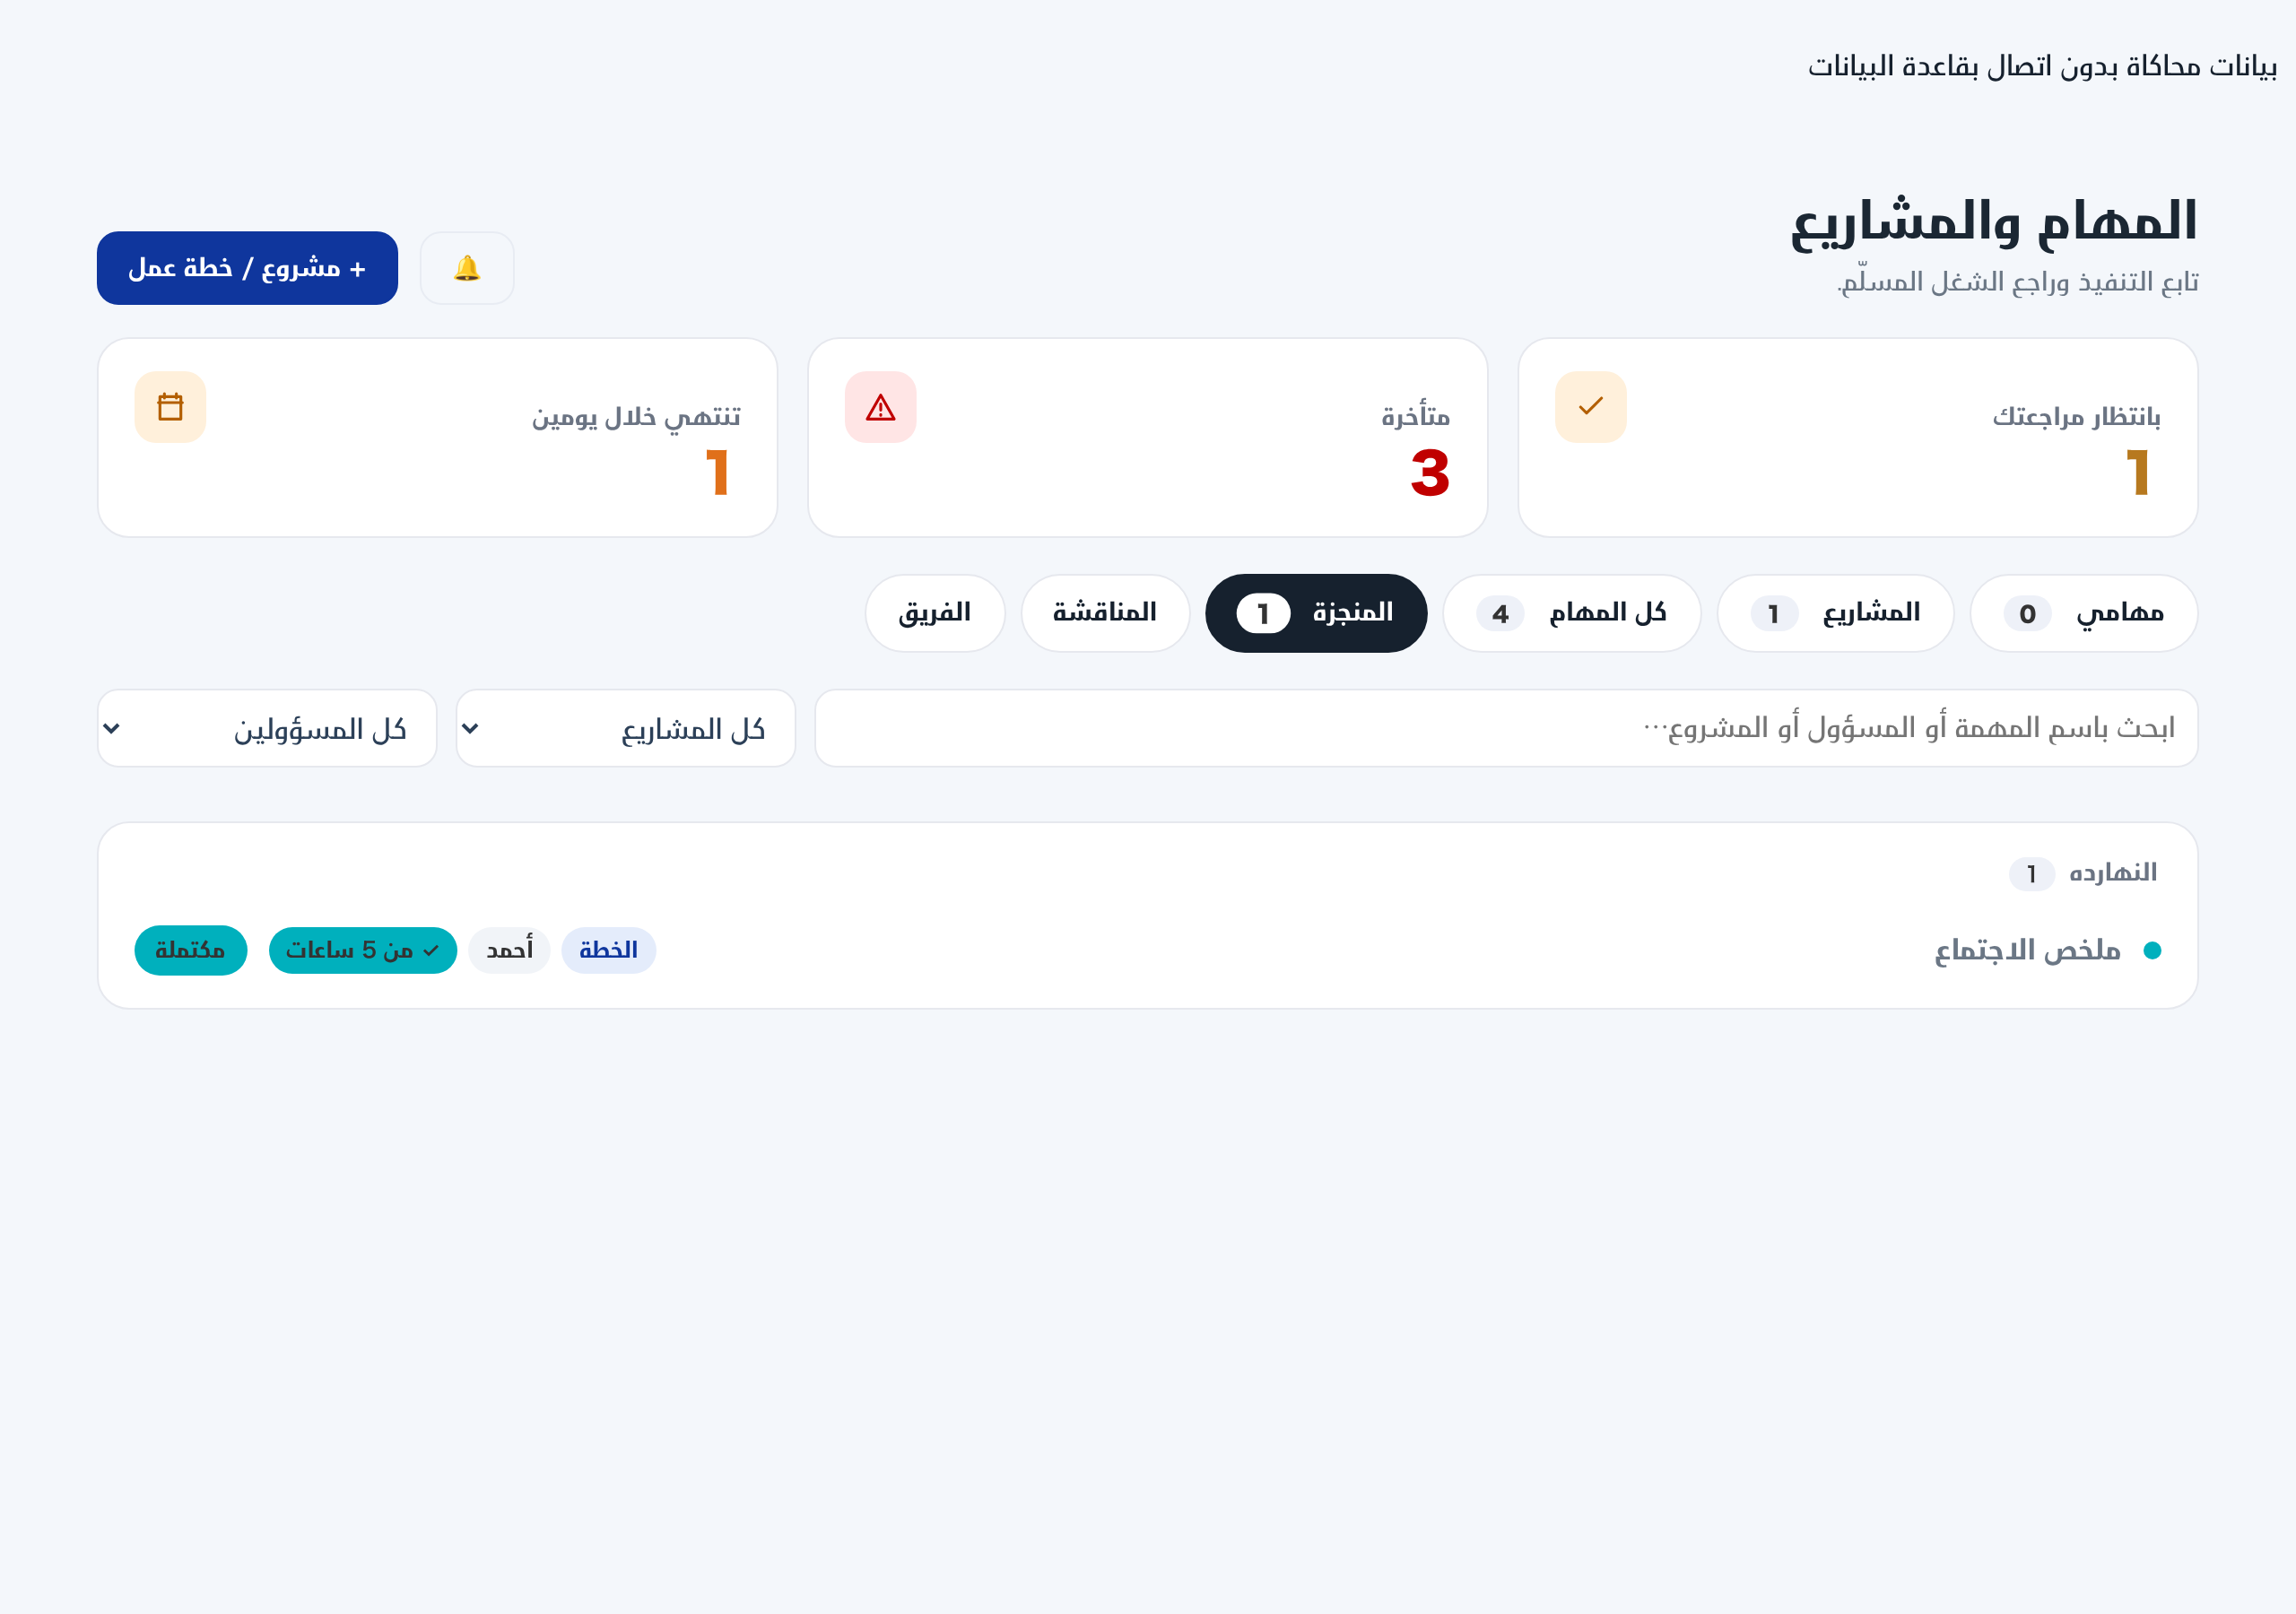 بيانات محاكاة بدون اتصال بقاعدة البيانات
المهام والمشاريع
تابع التنفيذ وراجع الشغل المسلّم.
+ مشروع / خطة عمل
بانتظار مراجعتك
1
متأخرة
3
تنتهي خلال يومين
1
مهامي 0
المشاريع 1
كل المهام 4
المنجزة 1
المناقشة
الفريق
ابحث باسم المهمة أو المسؤول أو المشروع…
كل المشاريع
كل المسؤولين
النهارده 1
ملخص الاجتماع
الخطة
أحمد
✓ من 5 ساعات
مكتملة